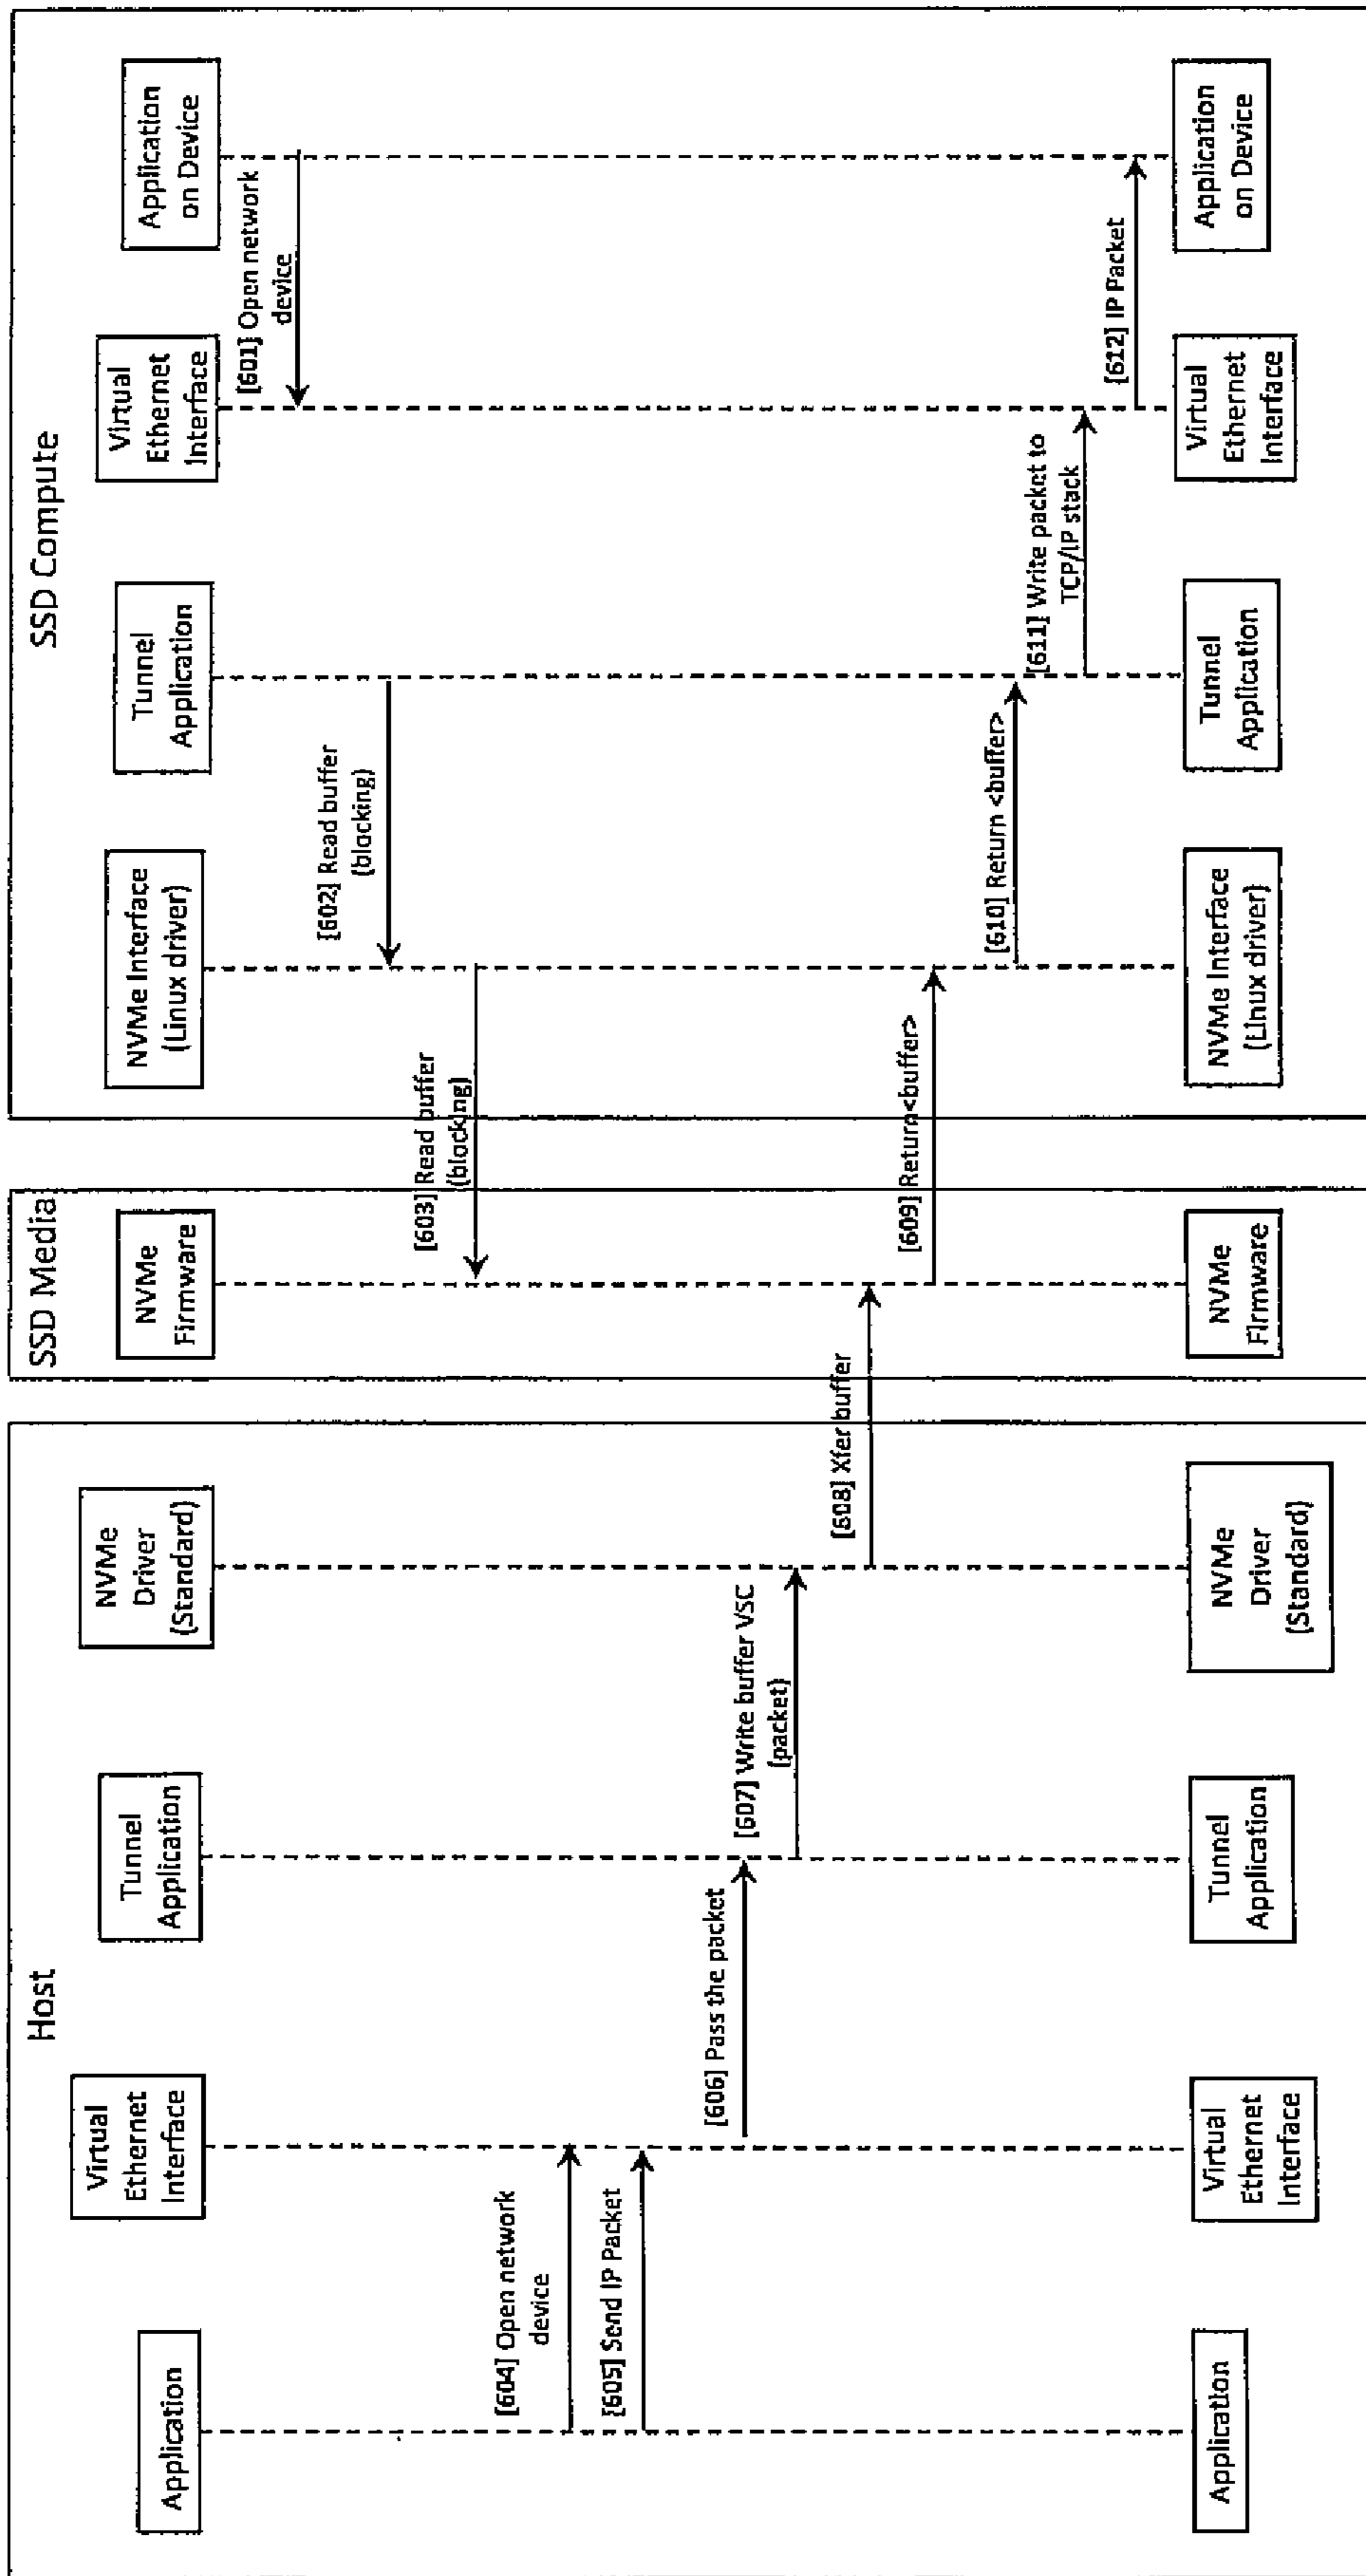 Host
SSD Media
SSD Compute
Application
Virtual
Ethernet
Interface
Tunnel
Application
NVMe
Driver
(Standard)
NVMe
Firmware
NVMe Interface
(Linux driver)
Tunnel
Application
Virtual
Ethernet
Interface
Application
on Device
[601] Open network
device
[602] Read buffer
(blocking)
[603] Read buffer
(blocking)
[604] Open network
device
[605] Send IP Packet
[606] Pass the packet
[607] Write buffer VSC
(packet)
[608] Xfer buffer
[609] Return<buffer>
[610] Return <buffer>
[611] Write packet to
TCP/IP stack
[612] IP Packet
Application
Virtual
Ethernet
Interface
Tunnel
Application
NVMe
Driver
(Standard)
NVMe
Firmware
NVMe Interface
(Linux driver)
Tunnel
Application
Virtual
Ethernet
Interface
Application
on Device